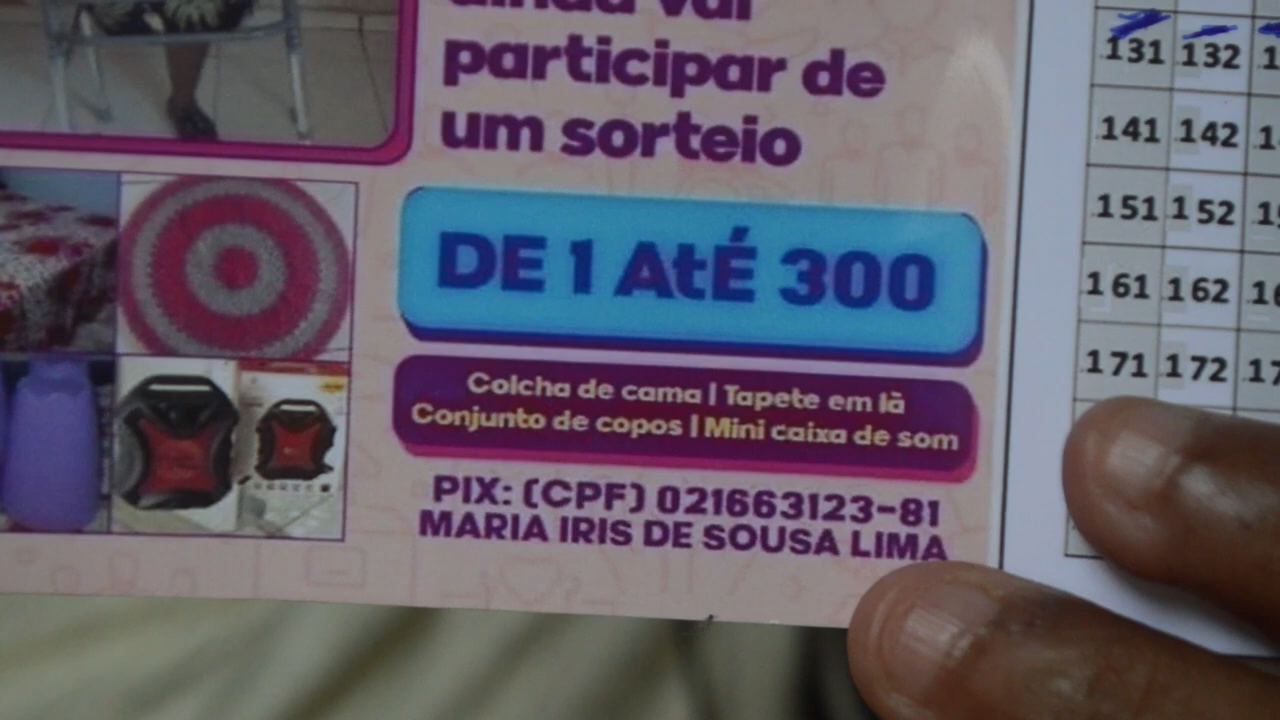 ainda vai
participar de
um sorteio
DE 1 AtÉ 300
Colcha de cama | Tapete em lã
Conjunto de copos | Mini caixa de som
PIX: (CPF) 021663123-81
MARIA IRIS DE SOUSA LIMA
131 132
141 142
151 152
161 162
171 172